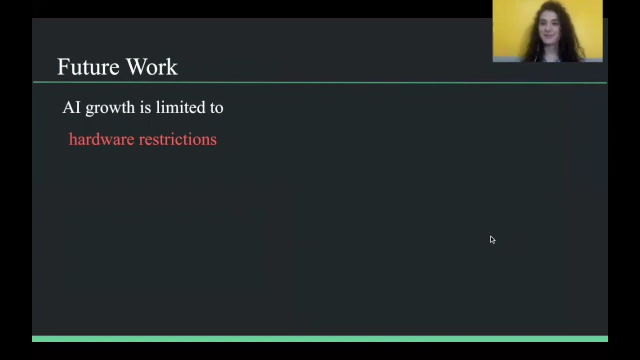 Future Work
AI growth is limited to
hardware restrictions